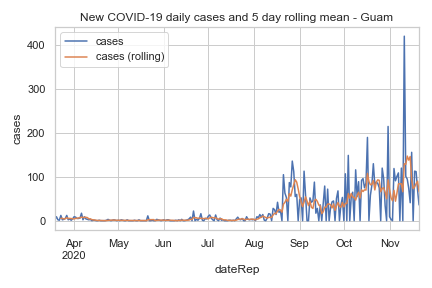 New COVID-19 daily cases and 5 day rolling mean - Guam
cases
cases (rolling)
400
300
200
100
0
cases
Apr May Jun Jul Aug Sep Oct Nov
2020
dateRep